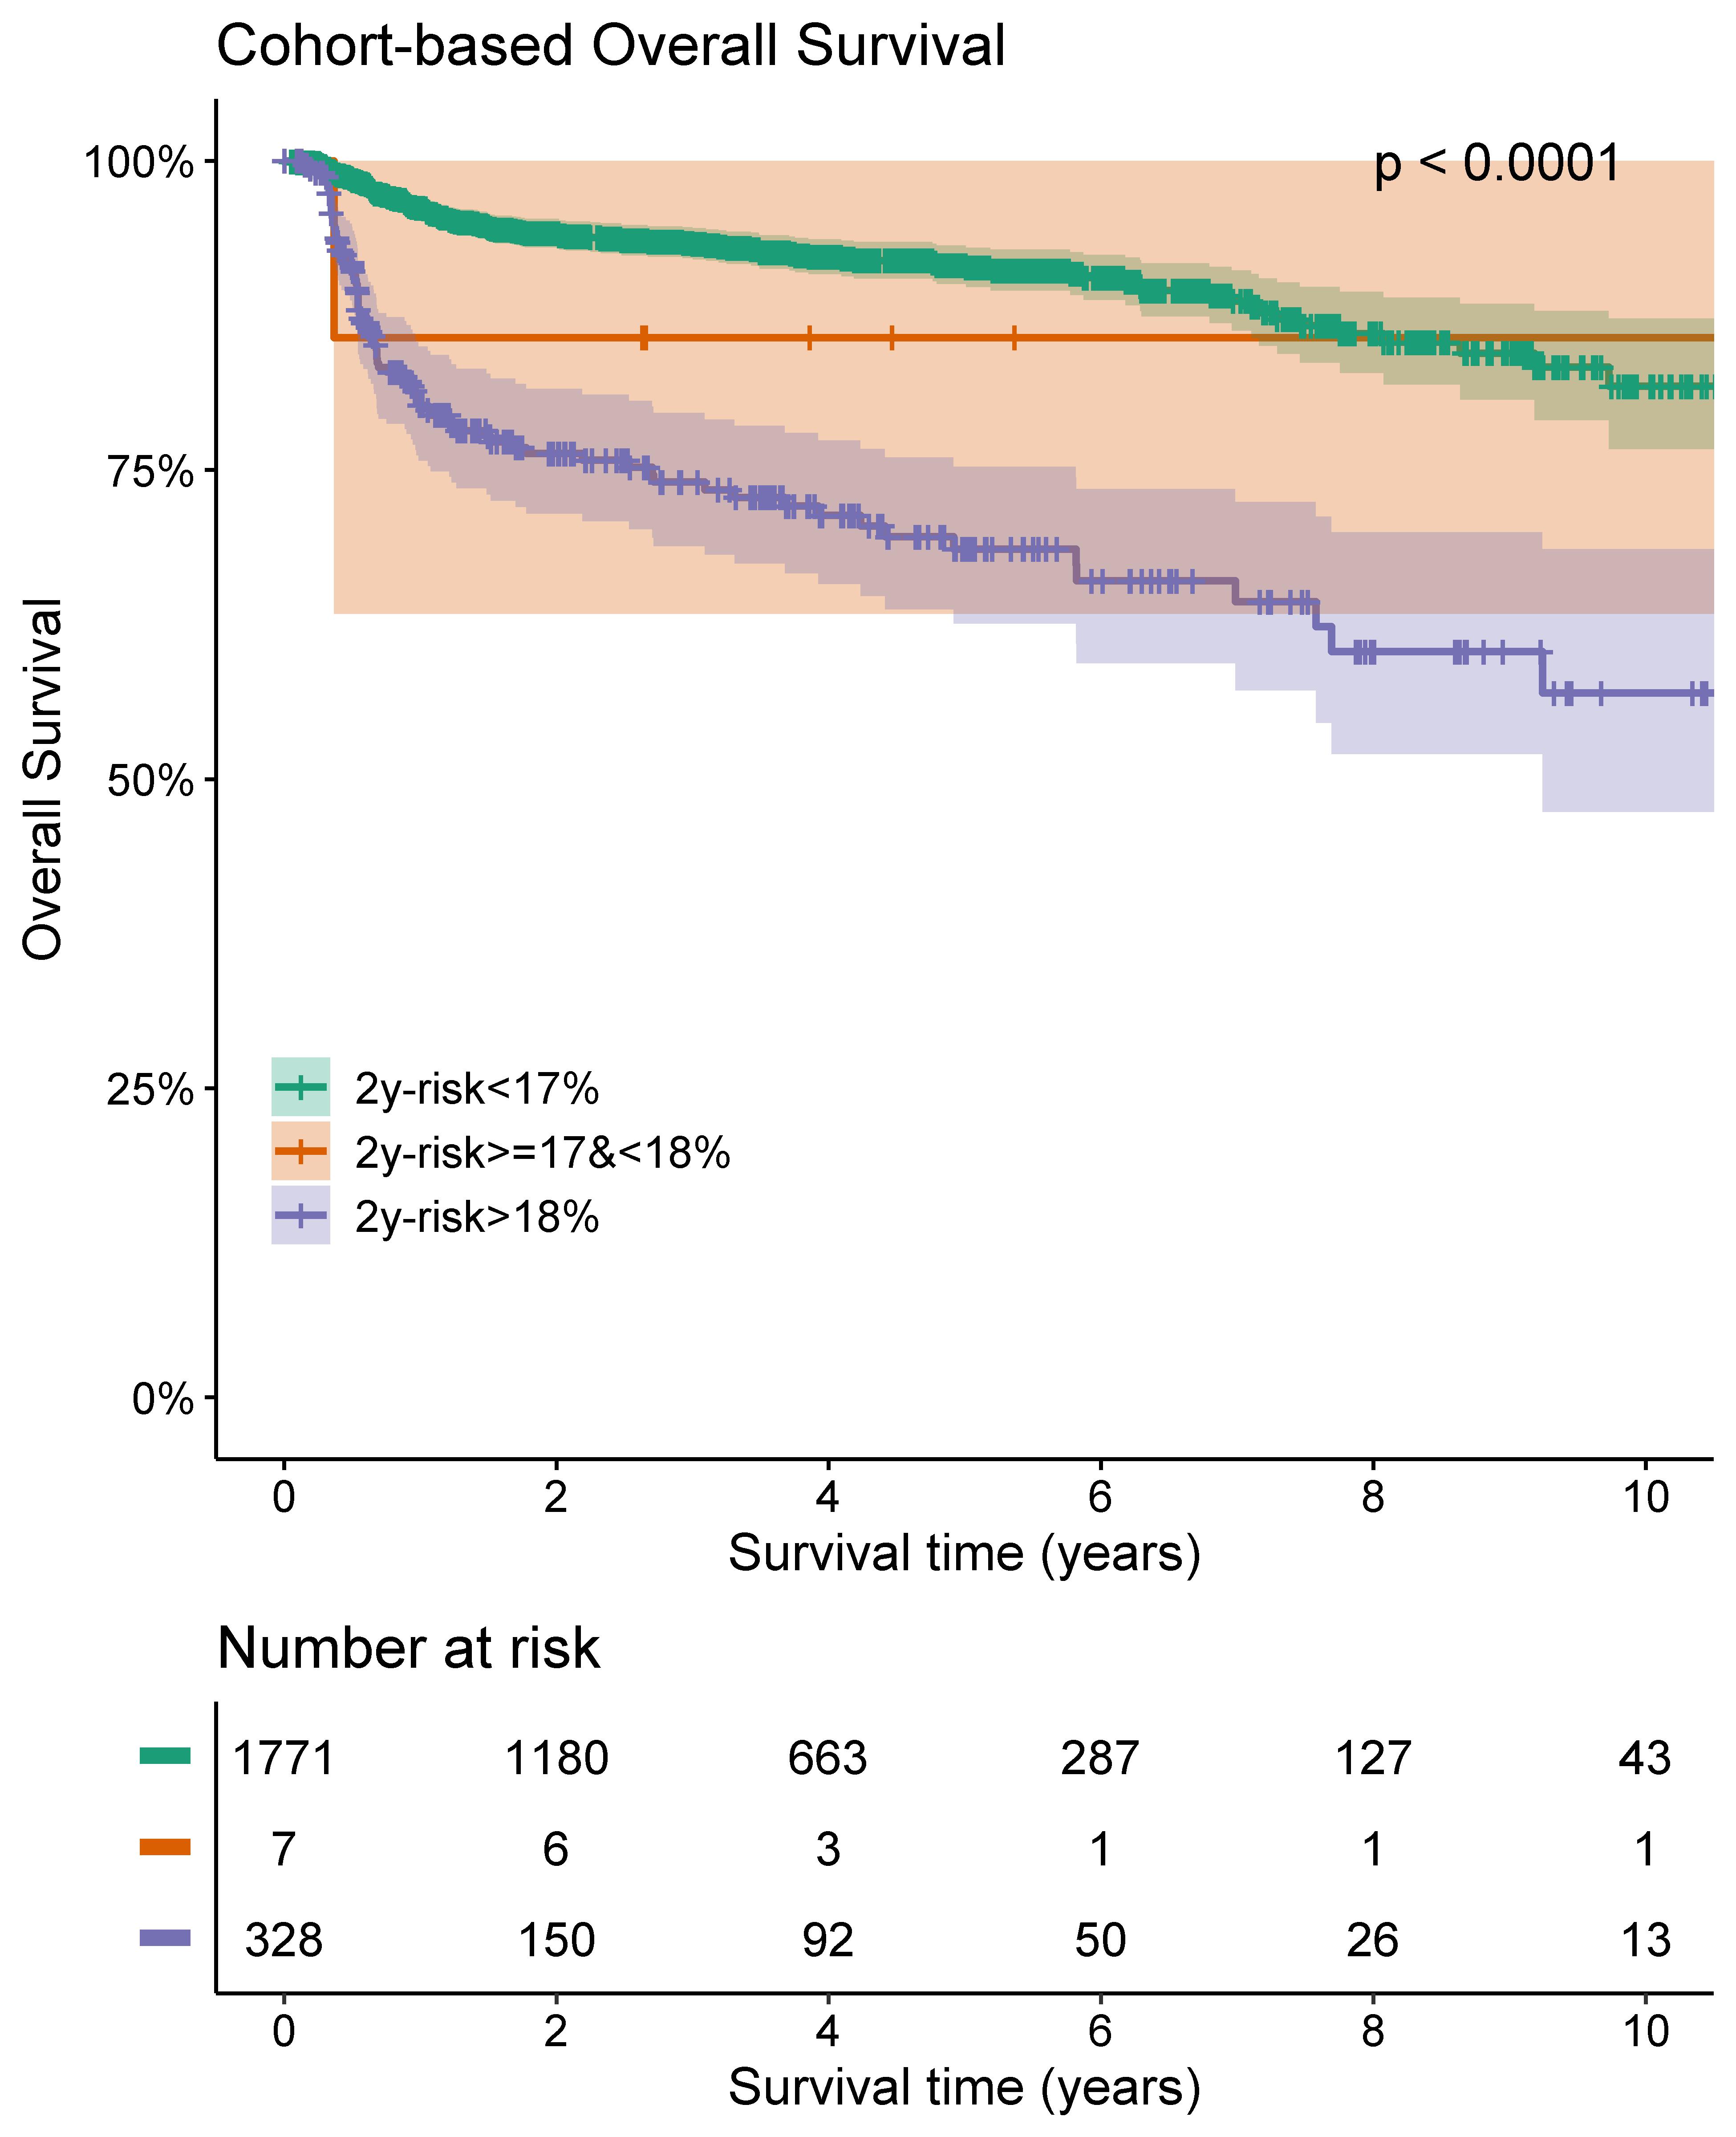 Cohort-based Overall Survival
100%
p < 0.0001
75%
50%
25%
0%
Overall Survival
2y-risk<17%
2y-risk>=17&<18%
2y-risk>18%
0 2 4 6 8 10
Survival time (years)
Number at risk
1771 1180 663 287 127 43
7 6 3 1 1 1
328 150 92 50 26 13
0 2 4 6 8 10
Survival time (years)